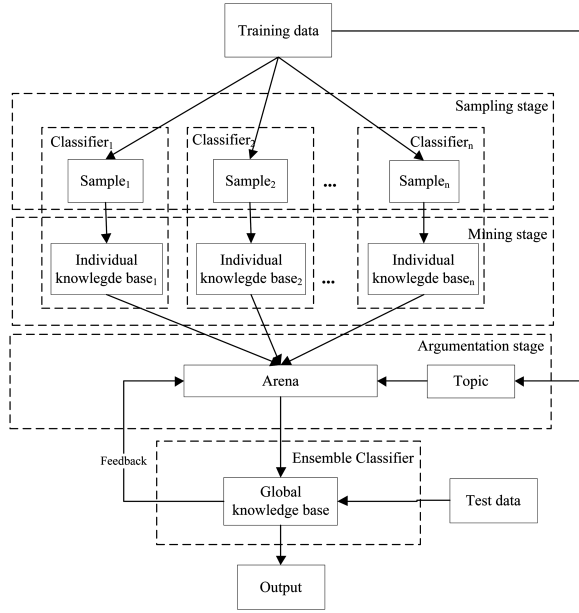 Training data
Sampling stage
Classifier1
Classifier2
Classifiern
Sample1
Sample2
...
Samplen
Mining stage
Individual
knowlegde base1
Individual
knowlegde base2
...
Individual
knowlegde basen
Argumentation stage
Arena
Topic
Feedback
Ensemble Classifier
Global
knowledge base
Test data
Output